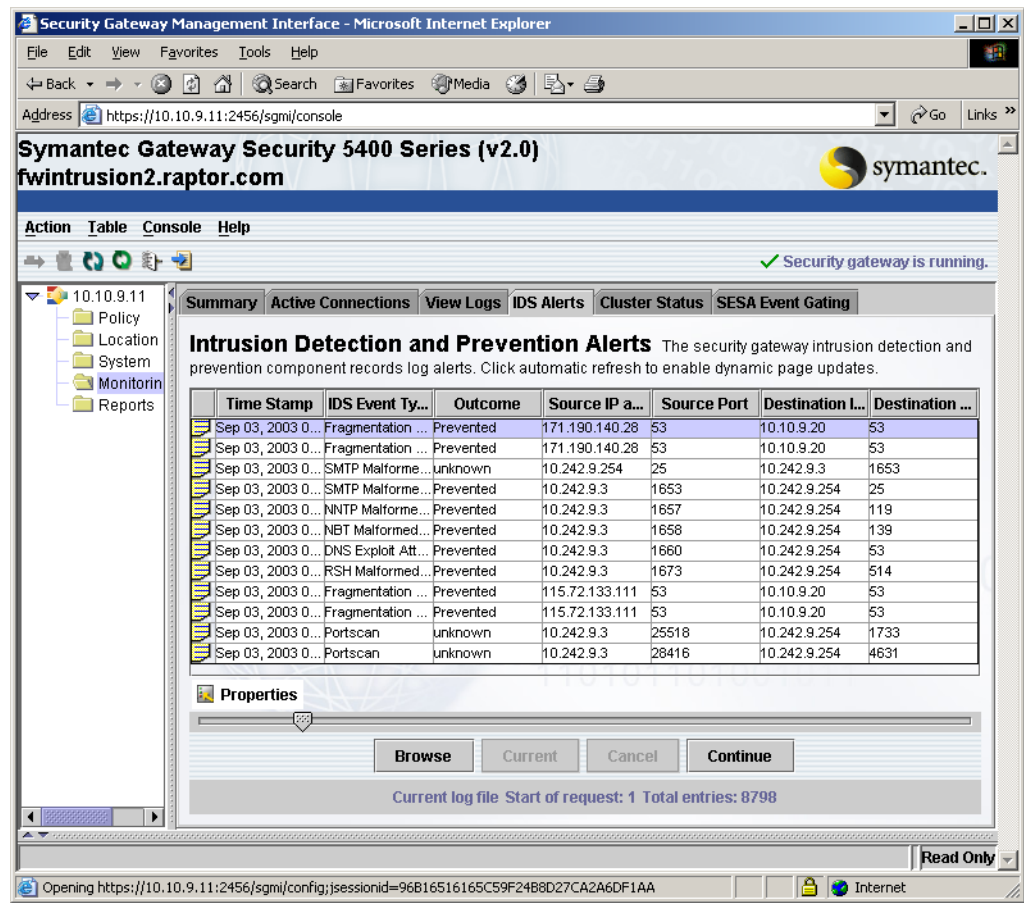 Security Gateway Management Interface - Microsoft Internet Explorer
File Edit View Favorites Tools Help
Back Search Favorites Media
Address https://10.10.9.11:2456/sgmi/console Go Links »
Symantec Gateway Security 5400 Series (v2.0)
fwintrusion2.raptor.com
symantec.
Action Table Console Help
Security gateway is running.
10.10.9.11
Policy
Location
System
Monitorin
Reports
Summary Active Connections View Logs IDS Alerts Cluster Status SESA Event Gating
Intrusion Detection and Prevention Alerts The security gateway intrusion detection and
prevention component records log alerts. Click automatic refresh to enable dynamic page updates.
Time Stamp IDS Event Ty... Outcome Source IP a... Source Port Destination I... Destination ...
Sep 03, 2003 0... Fragmentation ... Prevented 171.190.140.28 53 10.10.9.20 53
Sep 03, 2003 0... Fragmentation ... Prevented 171.190.140.28 53 10.10.9.20 53
Sep 03, 2003 0... SMTP Malforme... unknown 10.242.9.254 25 10.242.9.3 1653
Sep 03, 2003 0... SMTP Malforme... Prevented 10.242.9.3 1653 10.242.9.254 25
Sep 03, 2003 0... NNTP Malforme... Prevented 10.242.9.3 1657 10.242.9.254 119
Sep 03, 2003 0... NBT Malformed... Prevented 10.242.9.3 1658 10.242.9.254 139
Sep 03, 2003 0... DNS Exploit Att... Prevented 10.242.9.3 1660 10.242.9.254 53
Sep 03, 2003 0... RSH Malformed... Prevented 10.242.9.3 1673 10.242.9.254 514
Sep 03, 2003 0... Fragmentation ... Prevented 115.72.133.111 53 10.10.9.20 53
Sep 03, 2003 0... Fragmentation ... Prevented 115.72.133.111 53 10.10.9.20 53
Sep 03, 2003 0... Portscan unknown 10.242.9.3 25518 10.242.9.254 1733
Sep 03, 2003 0... Portscan unknown 10.242.9.3 28416 10.242.9.254 4631
Properties
Browse Current Cancel Continue
Current log file Start of request: 1 Total entries: 8798
Read Only
Opening https://10.10.9.11:2456/sgmi/config;jsessionid=96B16516165C59F24B8D27CA2A6DF1AA Internet